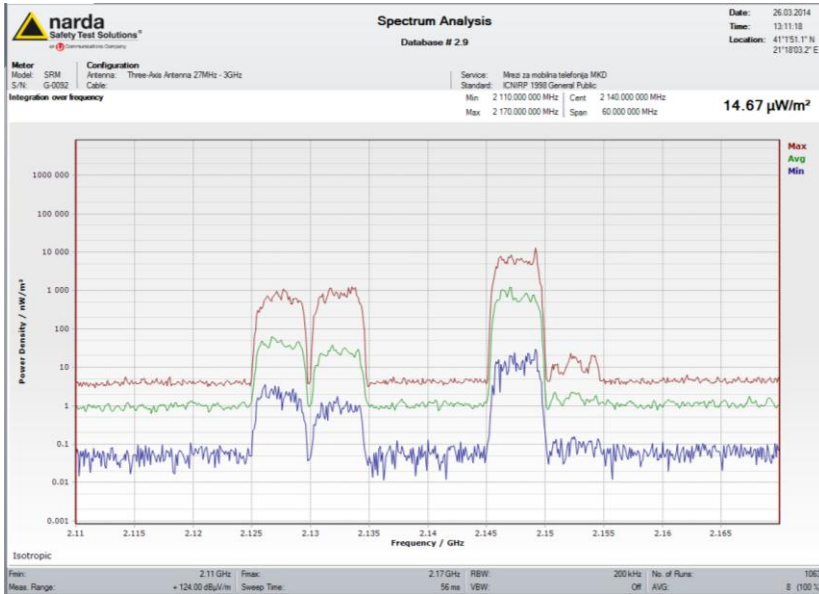 narda
Safety Test Solutions®
an L3 Communications Company
Spectrum Analysis
Database # 2.9
Date: 26.03.2014
Time: 13:11:18
Location: 41°1'51.1" N
21°18'03.2" E
Meter
Model: SRM
S/N: G-0092
Configuration
Antenna: Three-Axis Antenna 27MHz - 3GHz
Cable:
Service: Mrezi za mobilna telefonija MKD
Standard: ICNIRP 1998 General Public
Integration over frequency
Min 2 110.000 000 MHz Cent 2 140.000 000 MHz
Max 2 170.000 000 MHz Span 60.000 000 MHz
14.67 µW/m²
Max
Avg
Min
Power Density / nW/m²
1000 000
100 000
10 000
1 000
100
10
1
0.1
0.01
0.001
2.11 2.115 2.12 2.125 2.13 2.135 2.14 2.145 2.15 2.155 2.16 2.165
Frequency / GHz
Isotropic
Fmin: 2.11 GHz Fmax: 2.17 GHz RBW: 200 kHz No. of Runs: 1063
Meas. Range: + 124.00 dBµV/m Sweep Time: 56 ms VBW: Off AVG: 8 (100 %